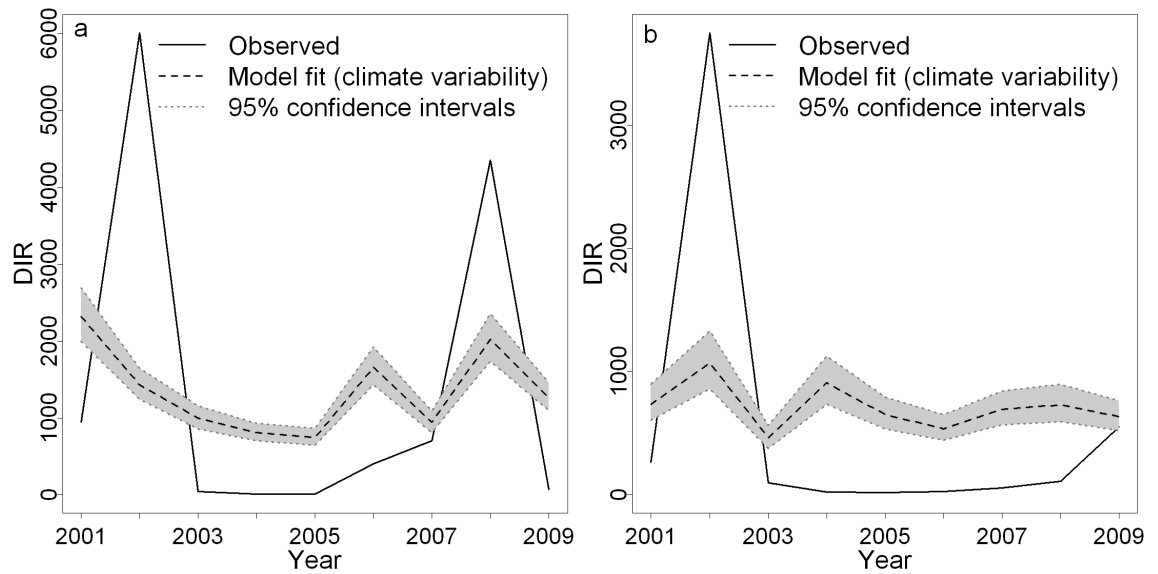 a
Observed
Model fit (climate variability)
95% confidence intervals
DIR
6000
5000
4000
3000
2000
1000
0
2001
2003
2005
2007
2009
Year
b
Observed
Model fit (climate variability)
95% confidence intervals
DIR
3000
2000
1000
0
2001
2003
2005
2007
2009
Year